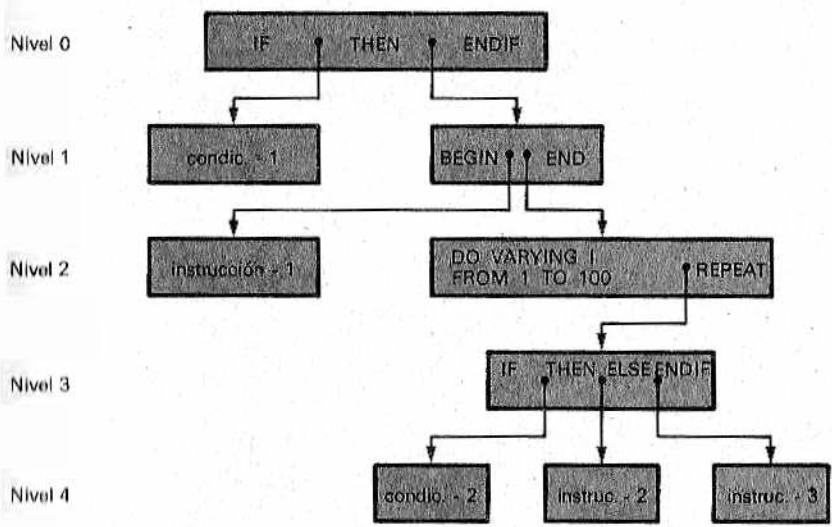 Nivel 0
IF THEN ENDIF
Nivel 1
condic. - 1
BEGIN END
Nivel 2
instrucción - 1
DO VARYING I
FROM 1 TO 100
REPEAT
Nivel 3
IF THEN ELSE ENDIF
Nivel 4
condic. - 2
instruc. - 2
instruc. - 3